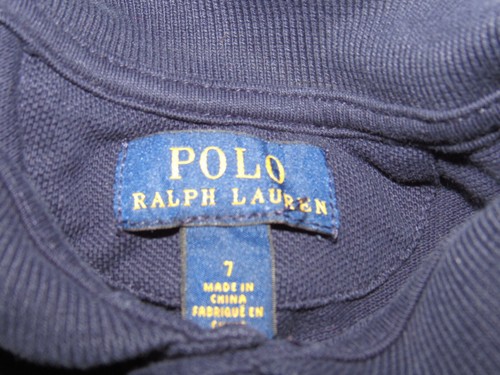 POLO
RALPH LAUREN
7
MADE IN
CHINA
FABRIQUÉ EN